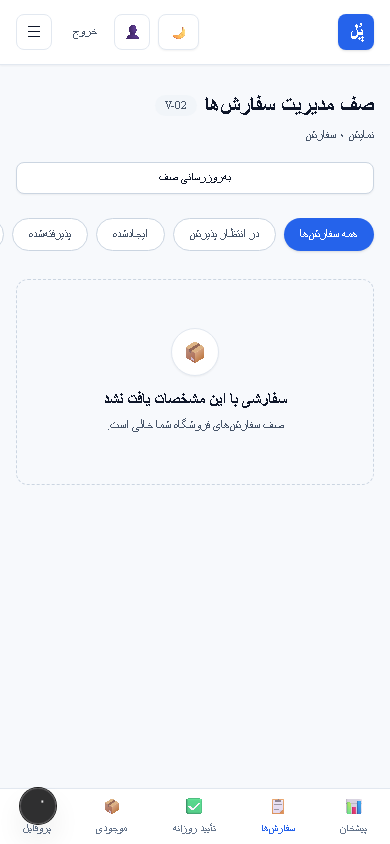 پُل
خروج
صف مدیریت سفارش‌ها
V-02
نمایش ۰ سفارش
به‌روزرسانی صف
همه سفارش‌ها
در انتظار پذیرش
ایجادشده
پذیرفته‌شده
سفارشی با این مشخصات یافت نشد
صف سفارش‌های فروشگاه شما خالی است.
پیشخان
سفارش‌ها
تأیید روزانه
موجودی
پروفایل